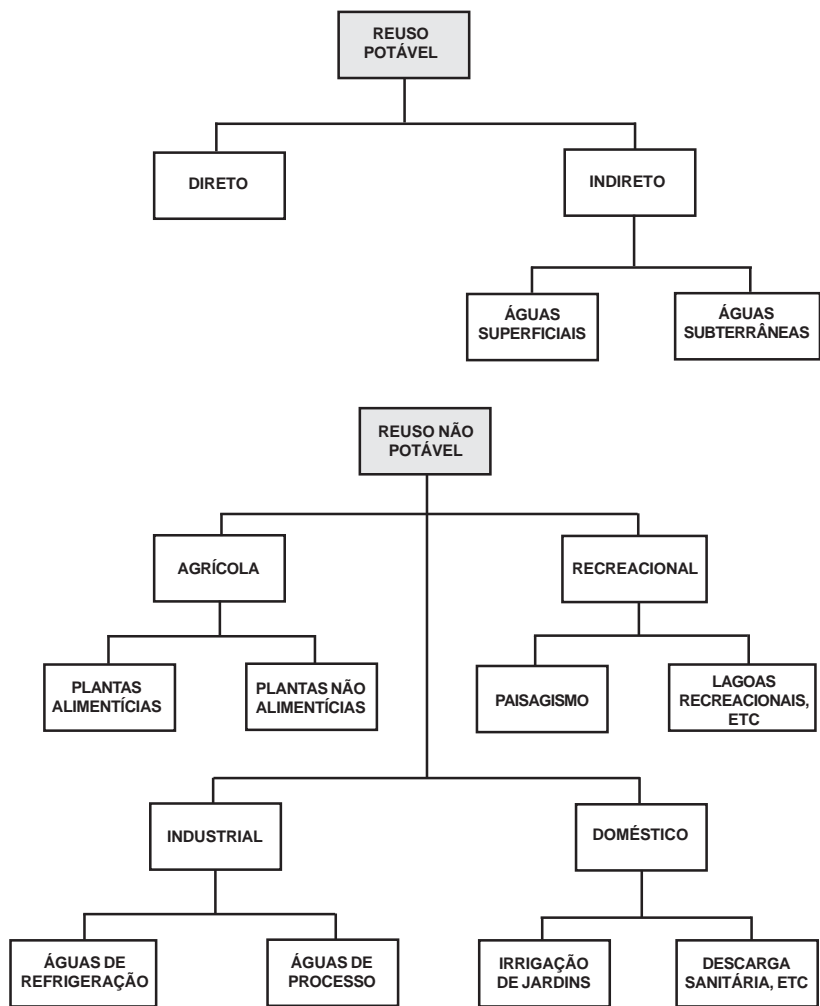 REUSO
POTÁVEL
DIRETO
INDIRETO
ÁGUAS
SUPERFICIAIS
ÁGUAS
SUBTERRÂNEAS
REUSO NÃO
POTÁVEL
AGRÍCOLA
RECREACIONAL
PLANTAS
ALIMENTÍCIAS
PLANTAS NÃO
ALIMENTÍCIAS
PAISAGISMO
LAGOAS
RECREACIONAIS,
ETC
INDUSTRIAL
DOMÉSTICO
ÁGUAS DE
REFRIGERAÇÃO
ÁGUAS DE
PROCESSO
IRRIGAÇÃO
DE JARDINS
DESCARGA
SANITÁRIA, ETC